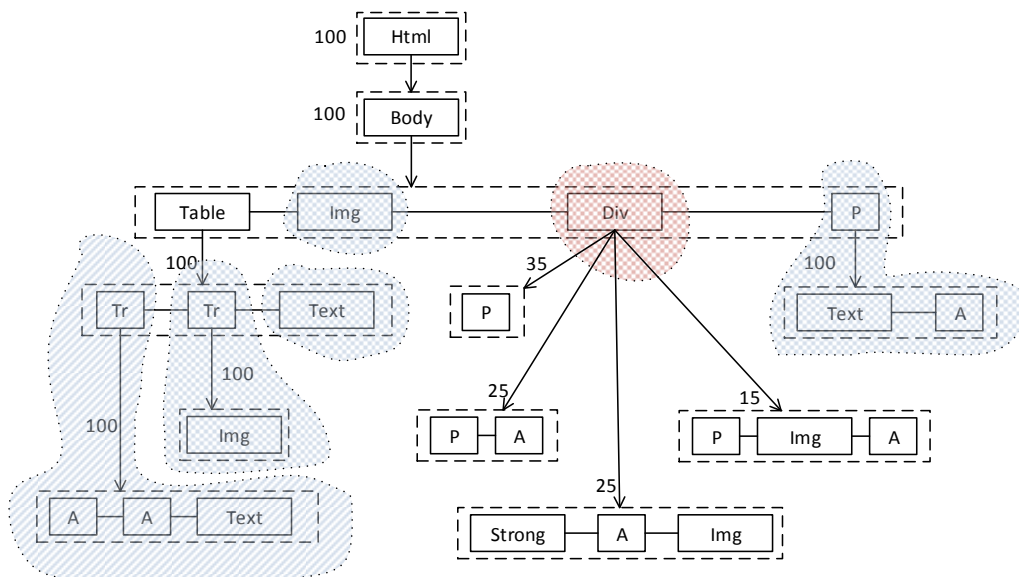 100 Html
100 Body
Table Img Div P
100 35 100
Tr Tr Text P Text A
100 25 15
100 Img P A P Img A
25
A A Text Strong A Img